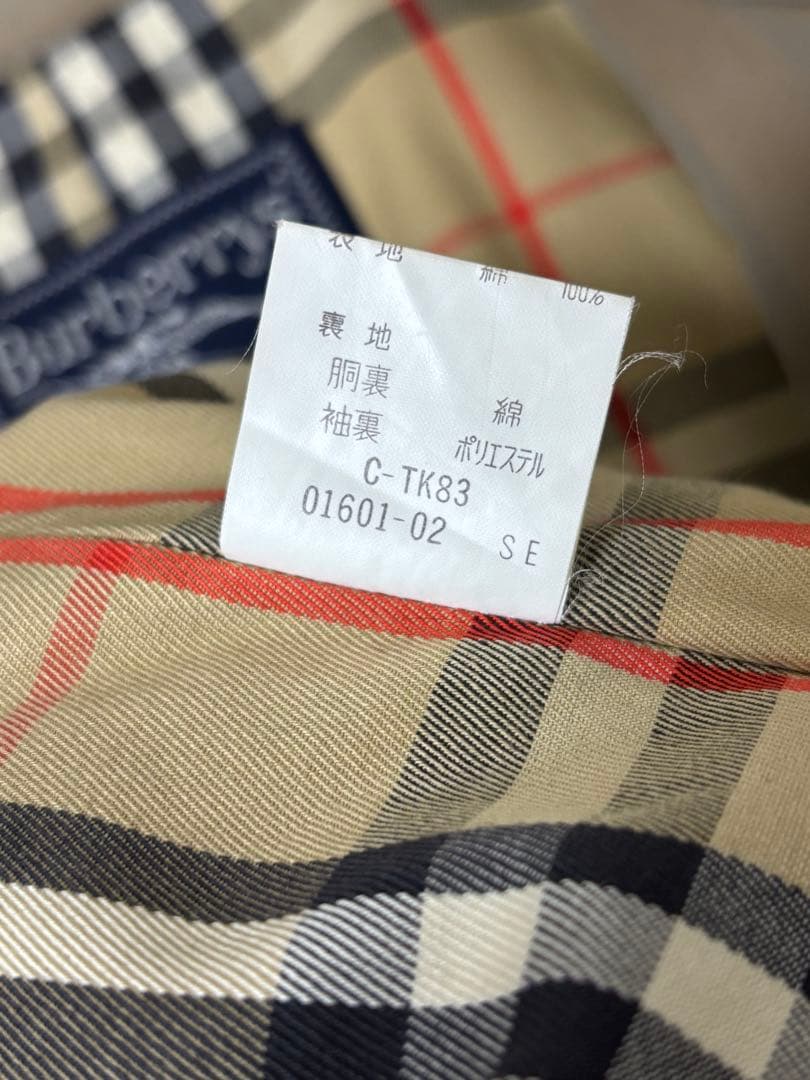 Burberrys
表地 綿 100%
裏地
胴裏 綿
袖裏 ポリエステル
C-TK83
01601-02 SE